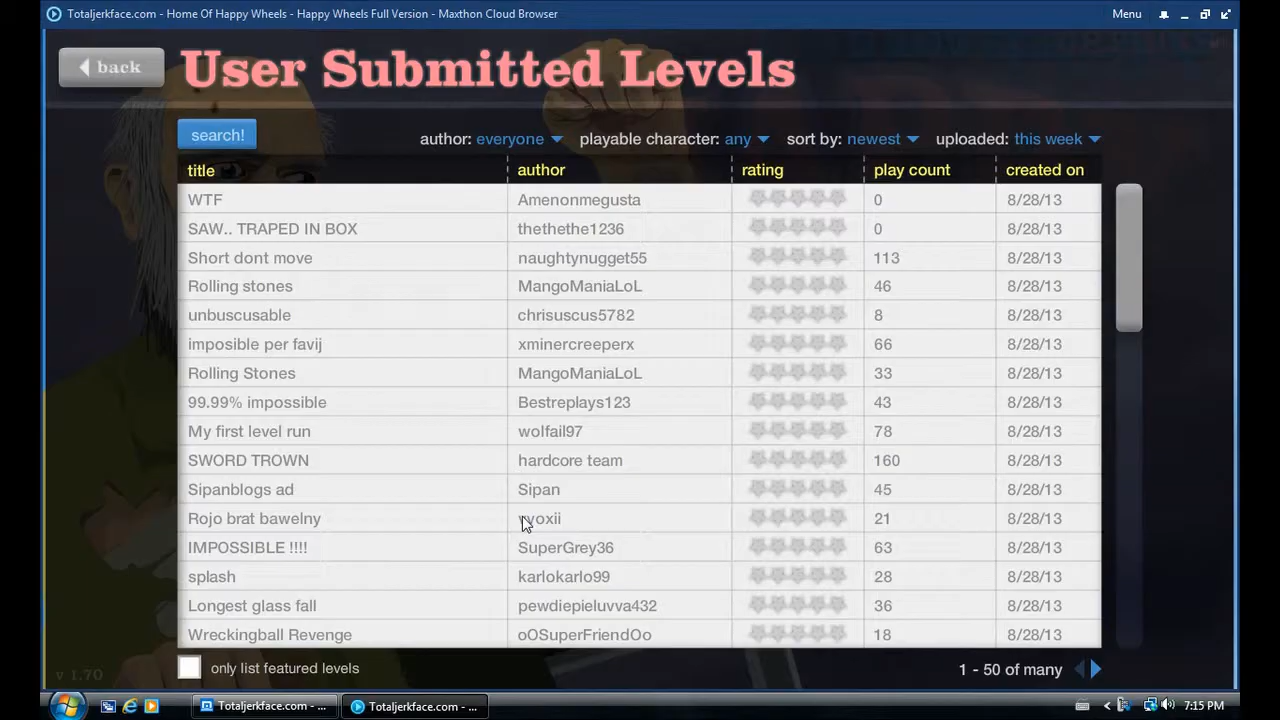 Totaljerkface.com - Home Of Happy Wheels - Happy Wheels Full Version - Maxthon Cloud Browser Menu
back User Submitted Levels
search! author: everyone playable character: any sort by: newest uploaded: this week
title author rating play count created on
WTF Amenonmegusta 0 8/28/13
SAW.. TRAPED IN BOX thethethe1236 0 8/28/13
Short dont move naughtynugget55 113 8/28/13
Rolling stones MangoManiaLoL 46 8/28/13
unbuscusable chrisuscus5782 8 8/28/13
imposible per favij xminercreeperx 66 8/28/13
Rolling Stones MangoManiaLoL 33 8/28/13
99.99% impossible Bestreplays123 43 8/28/13
My first level run wolfail97 78 8/28/13
SWORD TROWN hardcore team 160 8/28/13
Sipanblogs ad Sipan 45 8/28/13
Rojo brat bawelny 21 8/28/13
IMPOSSIBLE !!!! SuperGrey36 63 8/28/13
splash karlokarlo99 28 8/28/13
Longest glass fall pewdiepieluvva432 36 8/28/13
Wreckingball Revenge oOSuperFriendOo 18 8/28/13
only list featured levels 1 - 50 of many
v 1.70
Totaljerkface.com - ... Totaljerkface.com - ... 7:15 PM